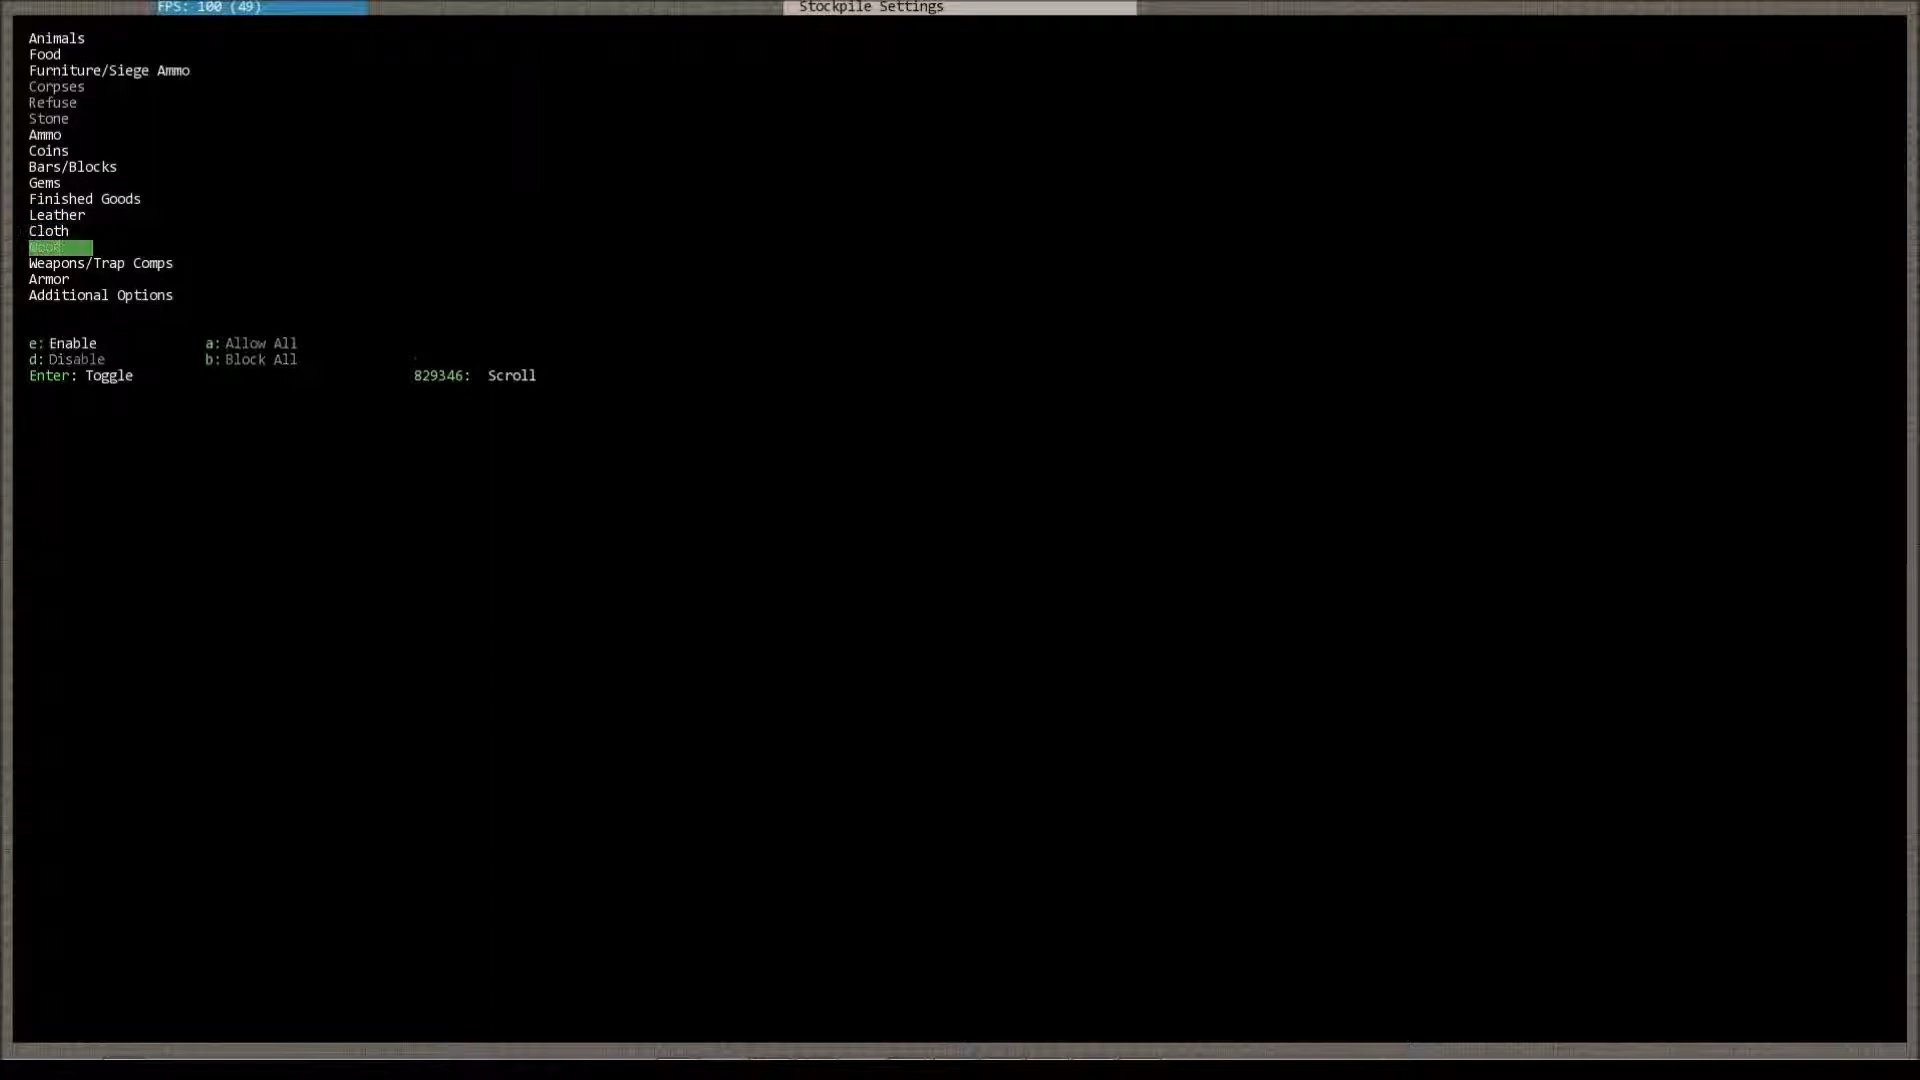 FPS: 100 (49)
Stockpile Settings
Animals
Food
Furniture/Siege Ammo
Corpses
Refuse
Stone
Ammo
Coins
Bars/Blocks
Gems
Finished Goods
Leather
Cloth
Wood
Weapons/Trap Comps
Armor
Additional Options
e: Enable a: Allow All
d: Disable b: Block All
Enter: Toggle 829346: Scroll